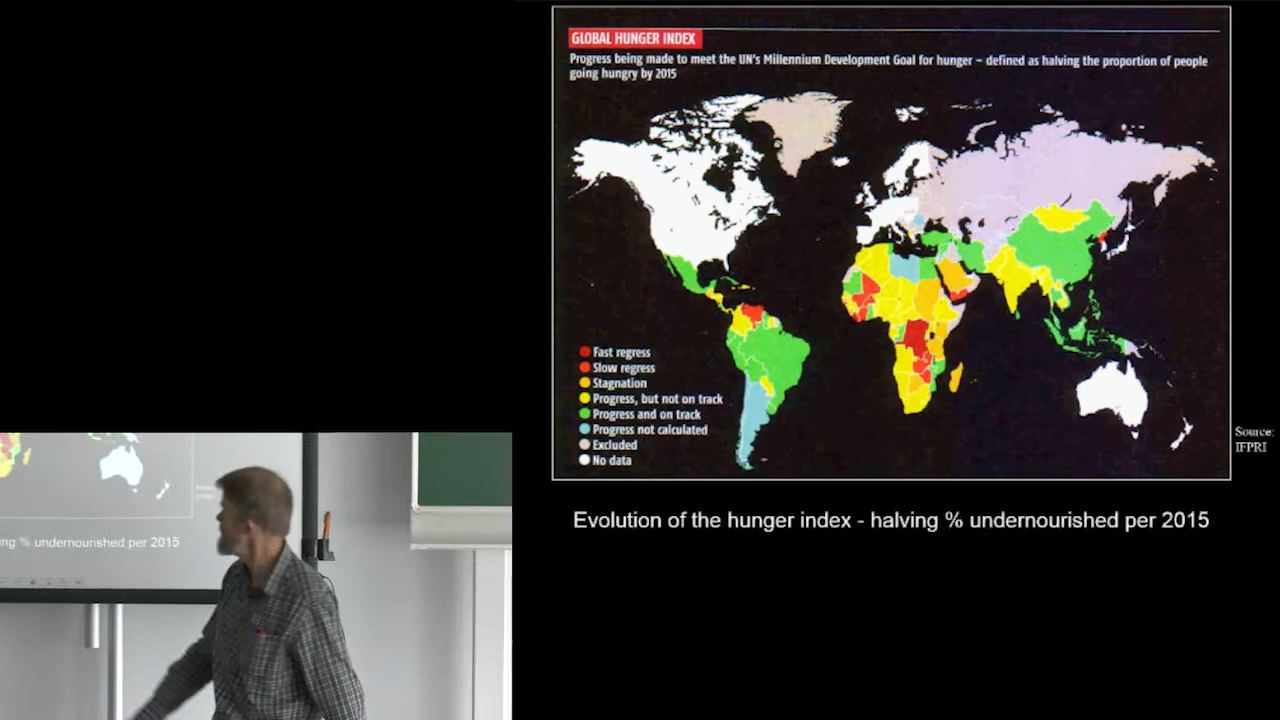 GLOBAL HUNGER INDEX
Progress being made to meet the UN's Millennium Development Goal for hunger – defined as halving the proportion of people
going hungry by 2015
Fast regress
Slow regress
Stagnation
Progress, but not on track
Progress and on track
Progress not calculated
Excluded
No data
Source:
IFPRI
Evolution of the hunger index - halving % undernourished per 2015
ing % undernourished per 2015